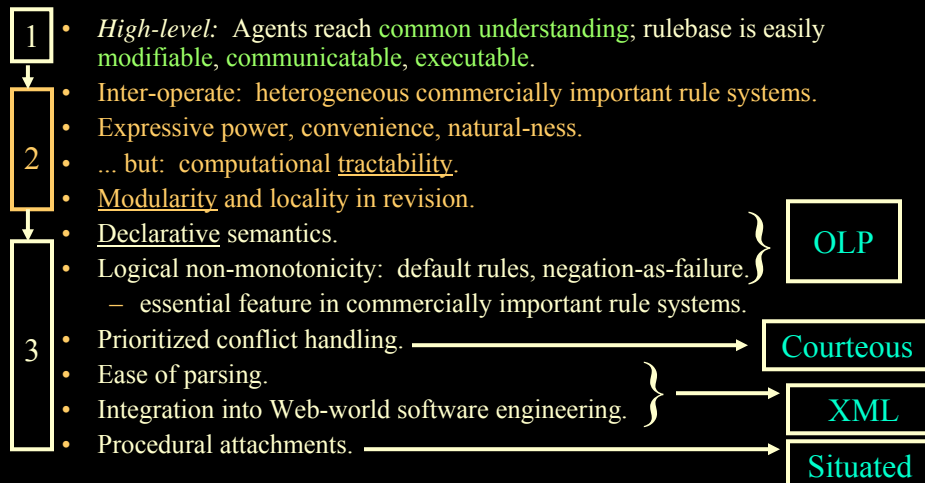 1
• High-level: Agents reach common understanding; rulebase is easily
modifiable, communicatable, executable.
2
• Inter-operate: heterogeneous commercially important rule systems.
• Expressive power, convenience, natural-ness.
• ... but: computational tractability.
• Modularity and locality in revision.
3
• Declarative semantics.
• Logical non-monotonicity: default rules, negation-as-failure.
– essential feature in commercially important rule systems.
OLP
• Prioritized conflict handling.
Courteous
• Ease of parsing.
• Integration into Web-world software engineering.
XML
• Procedural attachments.
Situated